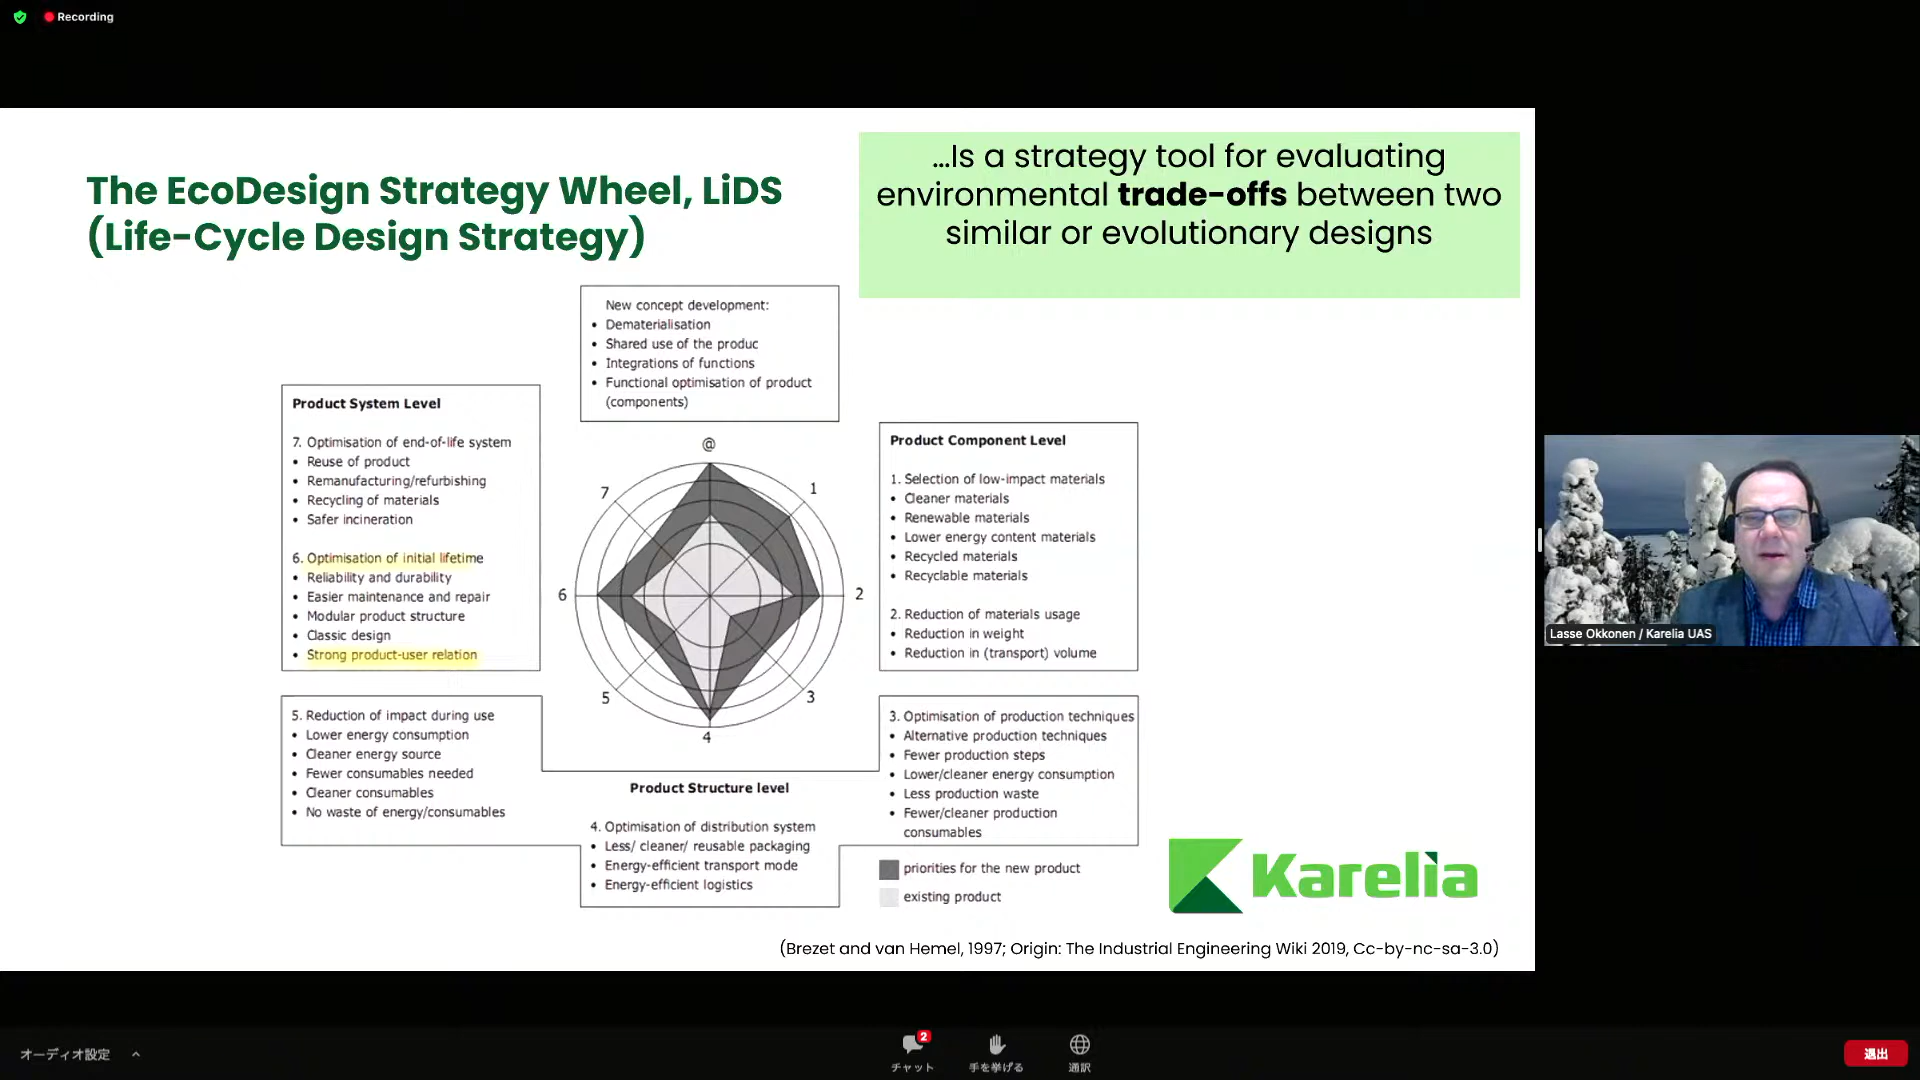 Recording
The EcoDesign Strategy Wheel, LiDS
(Life-Cycle Design Strategy)
...Is a strategy tool for evaluating
environmental trade-offs between two
similar or evolutionary designs
New concept development:
• Dematerialisation
• Shared use of the produc
• Integrations of functions
• Functional optimisation of product
(components)
Product System Level
7. Optimisation of end-of-life system
• Reuse of product
• Remanufacturing/refurbishing
• Recycling of materials
• Safer incineration
6. Optimisation of initial lifetime
• Reliability and durability
• Easier maintenance and repair
• Modular product structure
• Classic design
• Strong product-user relation
@
1
2
3
4
5
6
7
Product Component Level
1. Selection of low-impact materials
• Cleaner materials
• Renewable materials
• Lower energy content materials
• Recycled materials
• Recyclable materials
2. Reduction of materials usage
• Reduction in weight
• Reduction in (transport) volume
5. Reduction of impact during use
• Lower energy consumption
• Cleaner energy source
• Fewer consumables needed
• Cleaner consumables
• No waste of energy/consumables
Product Structure level
4. Optimisation of distribution system
• Less/ cleaner/ reusable packaging
• Energy-efficient transport mode
• Energy-efficient logistics
3. Optimisation of production techniques
• Alternative production techniques
• Fewer production steps
• Lower/cleaner energy consumption
• Less production waste
• Fewer/cleaner production
consumables
priorities for the new product
existing product
Karelia
(Brezet and van Hemel, 1997; Origin: The Industrial Engineering Wiki 2019, Cc-by-nc-sa-3.0)
Lasse Okkonen / Karelia UAS
オーディオ設定
2
チャット
手を挙げる
通訳
退出